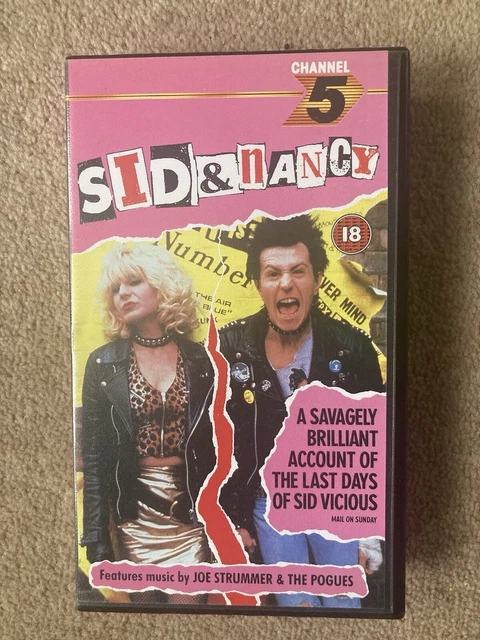 CHANNEL
5
SID & NANCY
18
Number
THE AIR
VER MIND
A SAVAGELY
BRILLIANT
ACCOUNT OF
THE LAST DAYS
OF SID VICIOUS
MAIL ON SUNDAY
Features music by JOE STRUMMER & THE POGUES